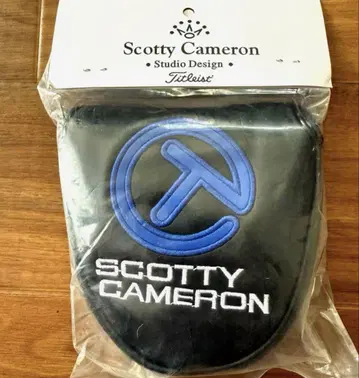 Scotty Cameron
• Studio Design •
Titleist
SCOTTY
CAMERON